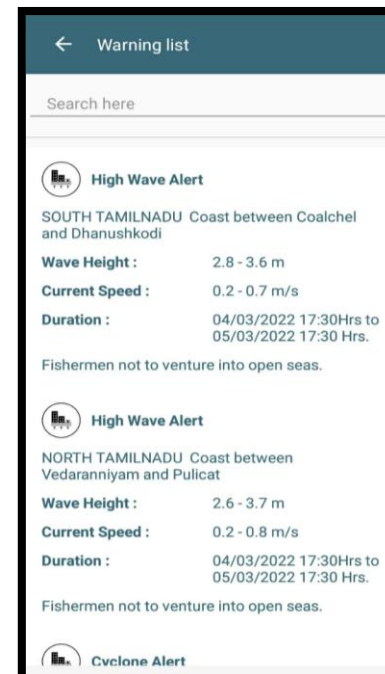 Warning list
Search here
High Wave Alert
SOUTH TAMILNADU Coast between Coalchel
and Dhanushkodi
Wave Height : 2.8 - 3.6 m
Current Speed : 0.2 - 0.7 m/s
Duration : 04/03/2022 17:30Hrs to
05/03/2022 17:30 Hrs.
Fishermen not to venture into open seas.
High Wave Alert
NORTH TAMILNADU Coast between
Vedaranniyam and Pulicat
Wave Height : 2.6 - 3.7 m
Current Speed : 0.2 - 0.8 m/s
Duration : 04/03/2022 17:30Hrs to
05/03/2022 17:30 Hrs.
Fishermen not to venture into open seas.
Cyclone Alert